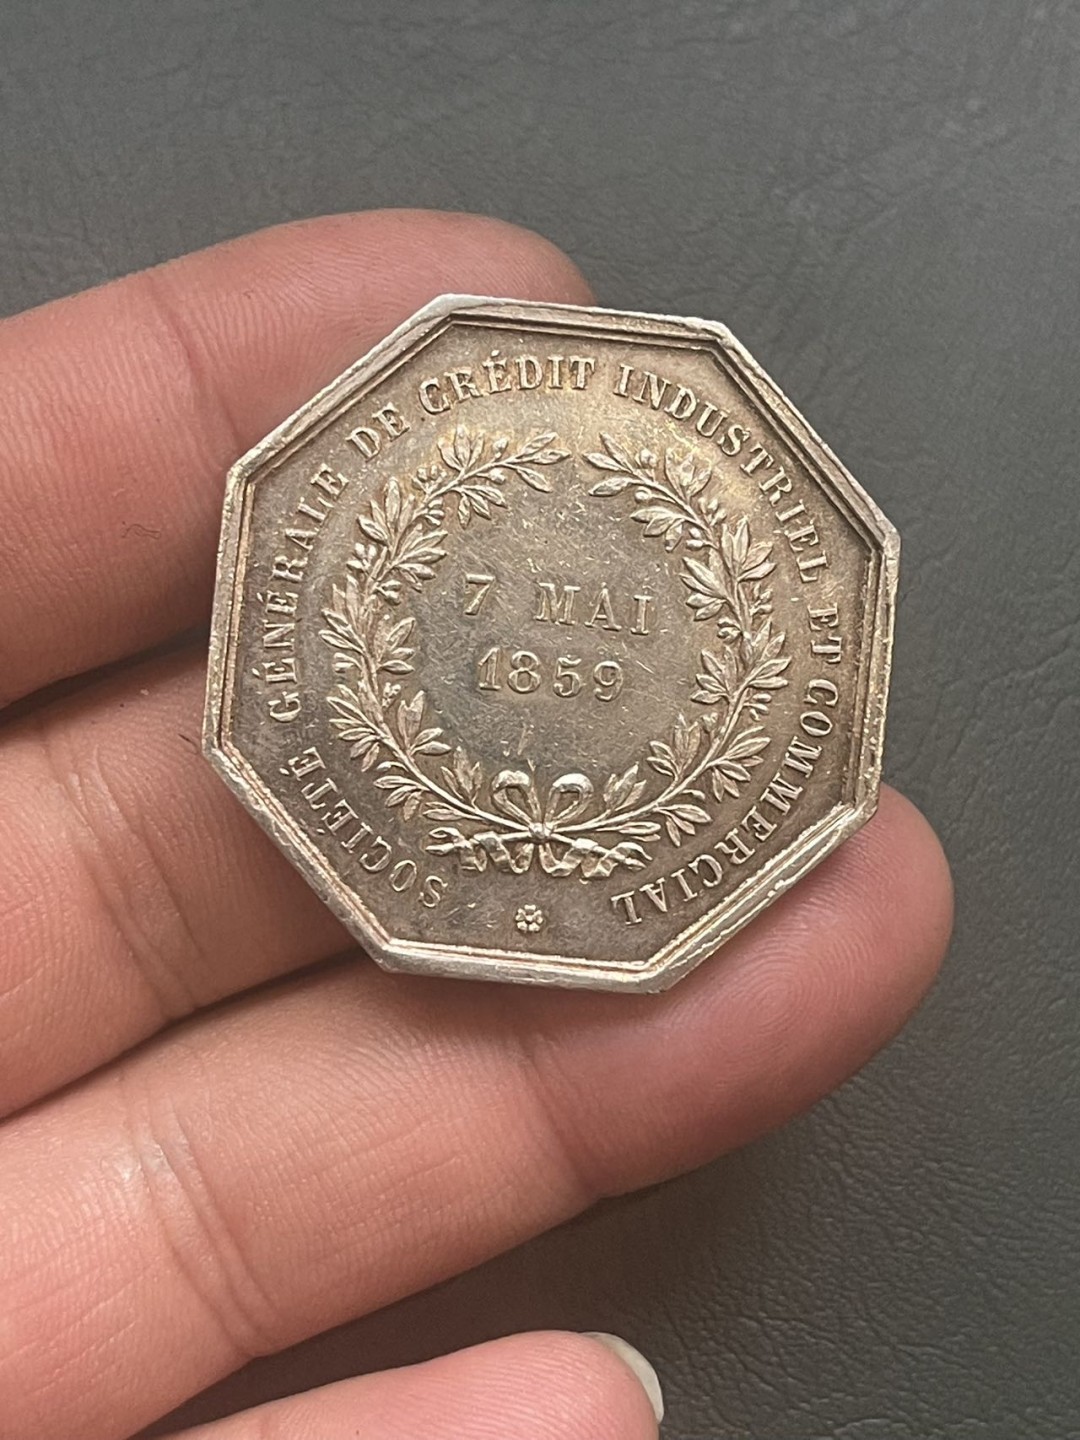 SOCIÉTÉ GÉNÉRALE DE CRÉDIT INDUSTRIEL ET COMMERCIAL
7 MAI
1859